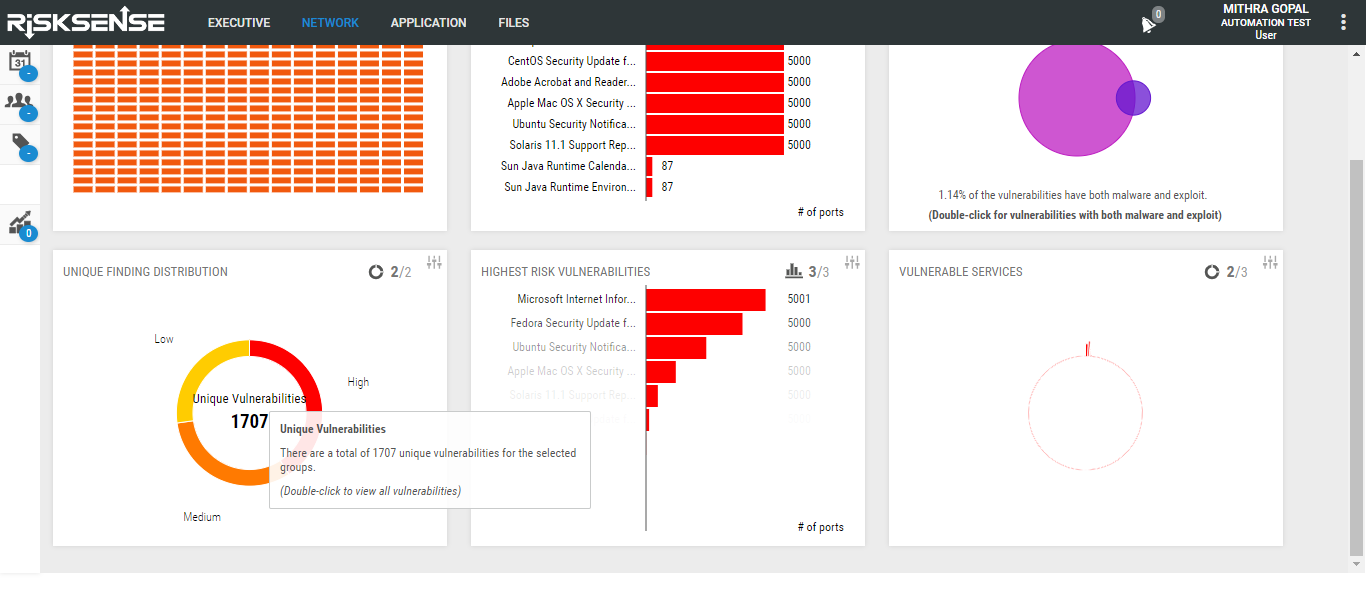 RiSKSENSE
EXECUTIVE
NETWORK
APPLICATION
FILES
0
MITHRA GOPAL
AUTOMATION TEST
User
31
-
-
-
0
CentOS Security Update f... 5000
Adobe Acrobat and Reader... 5000
Apple Mac OS X Security ... 5000
Ubuntu Security Notifica... 5000
Solaris 11.1 Support Rep... 5000
Sun Java Runtime Calenda... 87
Sun Java Runtime Environ... 87
# of ports
1.14% of the vulnerabilities have both malware and exploit.
(Double-click for vulnerabilities with both malware and exploit)
UNIQUE FINDING DISTRIBUTION
2/2
Low
High
Unique Vulnerabilities
1707
Medium
Unique Vulnerabilities
There are a total of 1707 unique vulnerabilities for the selected
groups.
(Double-click to view all vulnerabilities)
HIGHEST RISK VULNERABILITIES
3/3
Microsoft Internet Infor... 5001
Fedora Security Update f... 5000
Ubuntu Security Notifica... 5000
Apple Mac OS X Security ... 5000
Solaris 11.1 Support Rep... 5000
# of ports
VULNERABLE SERVICES
2/3